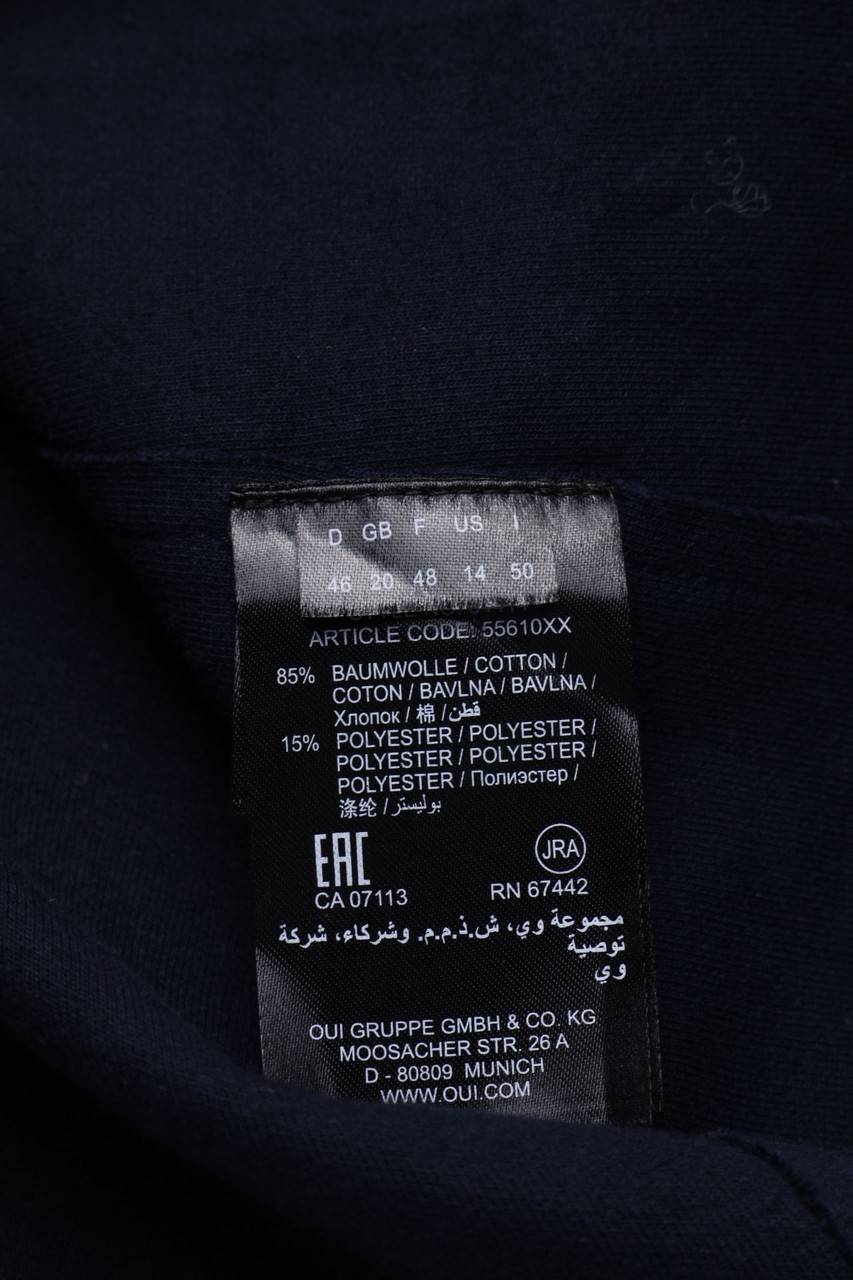 D GB F US I
46 20 48 14 50
ARTICLE CODE: 55610XX
85% BAUMWOLLE / COTTON /
COTON / BAVLNA / BAVLNA /
Хлопок / 棉 / قطن
15% POLYESTER / POLYESTER /
POLYESTER / POLYESTER /
POLYESTER / Полиэстер /
涤纶 / بوليستر
EAC
CA 07113
JRA
RN 67442
مجموعة وي، ش.ذ.م.م. وشركاء، شركة
توصية
وي
OUI GRUPPE GMBH & CO. KG
MOOSACHER STR. 26 A
D - 80809 MUNICH
WWW.OUI.COM